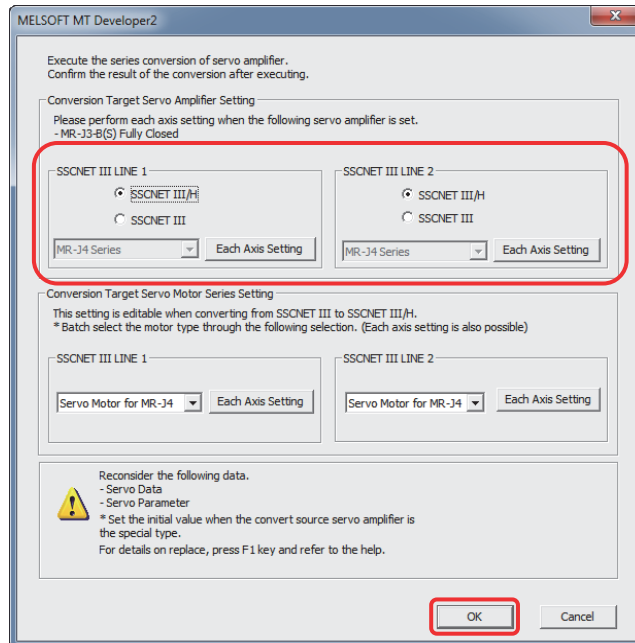 MELSOFT MT Developer2
Execute the series conversion of servo amplifier.
Confirm the result of the conversion after executing.
Conversion Target Servo Amplifier Setting
Please perform each axis setting when the following servo amplifier is set.
- MR-J3-B(S) Fully Closed
SSCNET III LINE 1
SSCNET III/H
SSCNET III
MR-J4 Series
Each Axis Setting
SSCNET III LINE 2
SSCNET III/H
SSCNET III
MR-J4 Series
Each Axis Setting
Conversion Target Servo Motor Series Setting
This setting is editable when converting from SSCNET III to SSCNET III/H.
* Batch select the motor type through the following selection. (Each axis setting is also possible)
SSCNET III LINE 1
Servo Motor for MR-J4
Each Axis Setting
SSCNET III LINE 2
Servo Motor for MR-J4
Each Axis Setting
Reconsider the following data.
- Servo Data
- Servo Parameter
* Set the initial value when the convert source servo amplifier is
the special type.
For details on replace, press F1 key and refer to the help.
OK
Cancel